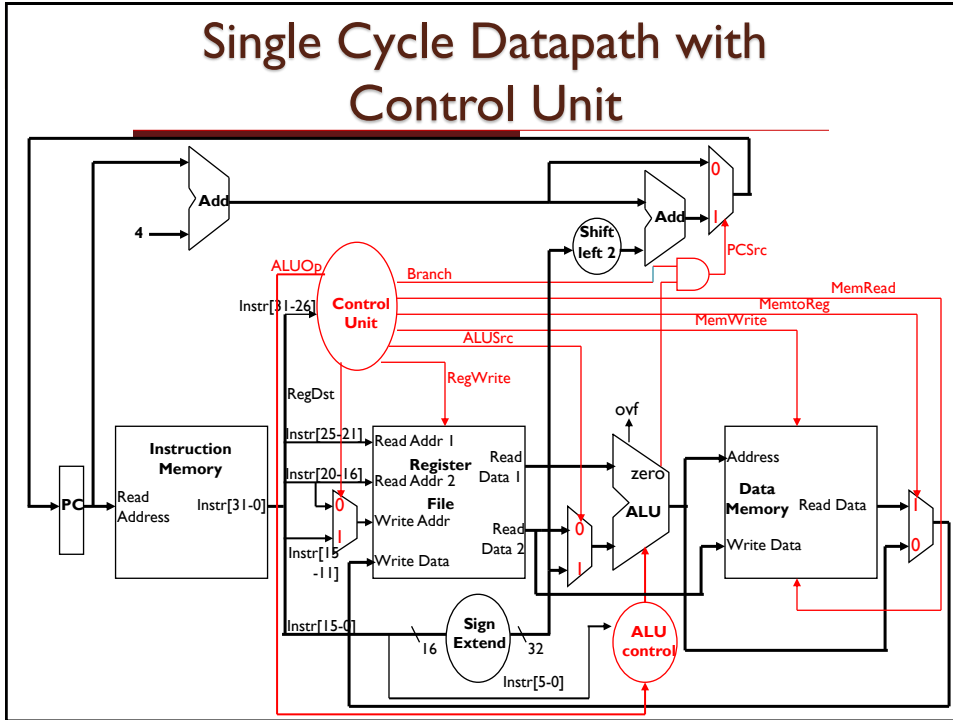 Single Cycle Datapath with
Control Unit
Add
4
0
1
Add
Shift
left 2
PCSrc
ALUOp
Branch
MemRead
Instr[31-26]
Control
Unit
MemtoReg
MemWrite
ALUSrc
RegWrite
RegDst
ovf
Instruction
Memory
PC
Read
Address
Instr[31-0]
Instr[25-21]
Instr[20-16]
Instr[15
-11]
0
1
Read Addr 1
Register
Read Addr 2
File
Write Addr
Write Data
Read
Data 1
Read
Data 2
0
1
zero
ALU
Address
Data
Memory
Read Data
Write Data
1
0
Instr[15-0]
16
Sign
Extend
32
ALU
control
Instr[5-0]